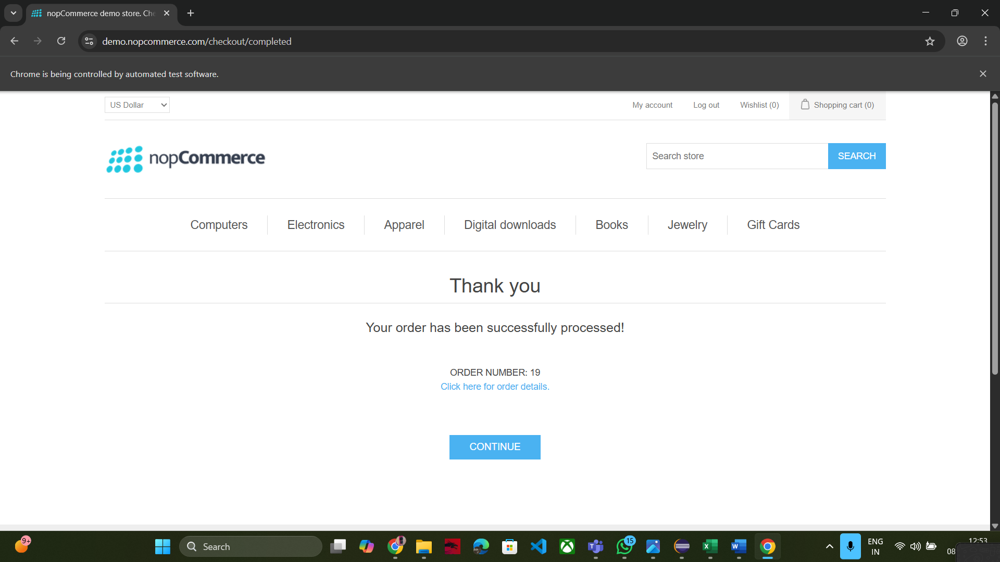 nopCommerce demo store. Che
demo.nopcommerce.com/checkout/completed
Chrome is being controlled by automated test software.
US Dollar
My account
Log out
Wishlist (0)
Shopping cart (0)
nopCommerce
Search store
SEARCH
Computers
Electronics
Apparel
Digital downloads
Books
Jewelry
Gift Cards
Thank you
Your order has been successfully processed!
ORDER NUMBER: 19
Click here for order details.
CONTINUE
9+
Search
15
ENG
IN
12:53
08